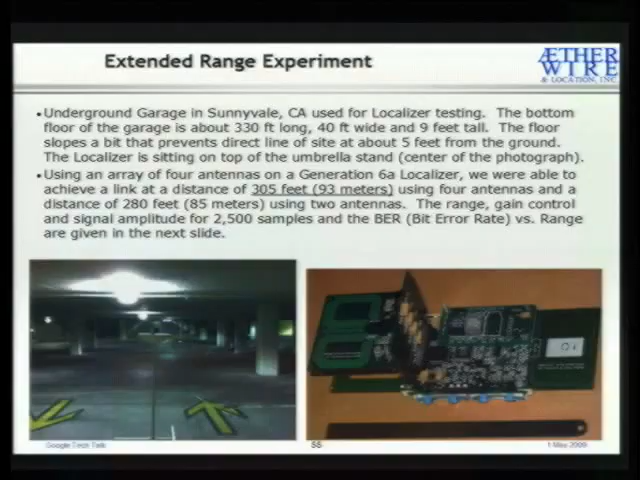 Extended Range Experiment
ÆTHER
WIRE
& LOCATION, INC
• Underground Garage in Sunnyvale, CA used for Localizer testing. The bottom
floor of the garage is about 330 ft long, 40 ft wide and 9 feet tall. The floor
slopes a bit that prevents direct line of site at about 5 feet from the ground.
The Localizer is sitting on top of the umbrella stand (center of the photograph).
• Using an array of four antennas on a Generation 6a Localizer, we were able to
achieve a link at a distance of 305 feet (93 meters) using four antennas and a
distance of 280 feet (85 meters) using two antennas. The range, gain control
and signal amplitude for 2,500 samples and the BER (Bit Error Rate) vs. Range
are given in the next slide.
Google Tech Talk
55